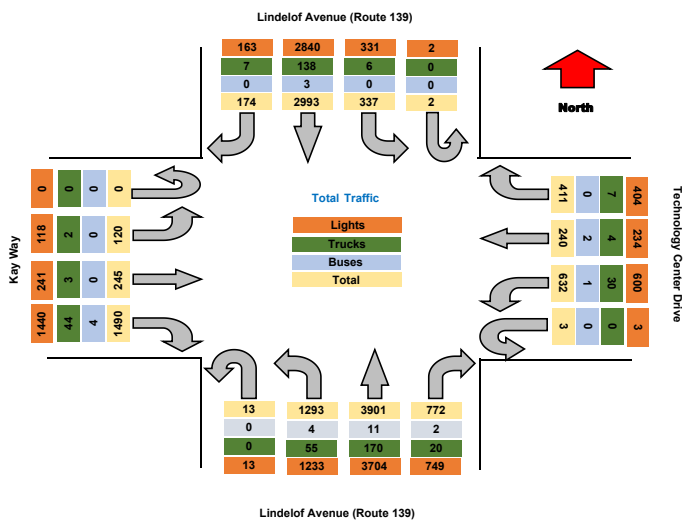 Lindelof Avenue (Route 139)
163 2840 331 2
7 138 6 0
0 3 0 0
174 2993 337 2
North
Kay Way
0 0 0 0
118 2 0 120
241 3 0 245
1440 44 4 1490
Total Traffic
Lights
Trucks
Buses
Total
411 0 7 404
240 2 4 234
632 1 30 600
3 0 0 3
Technology Center Drive
13 1293 3901 772
0 4 11 2
0 55 170 20
13 1233 3704 749
Lindelof Avenue (Route 139)